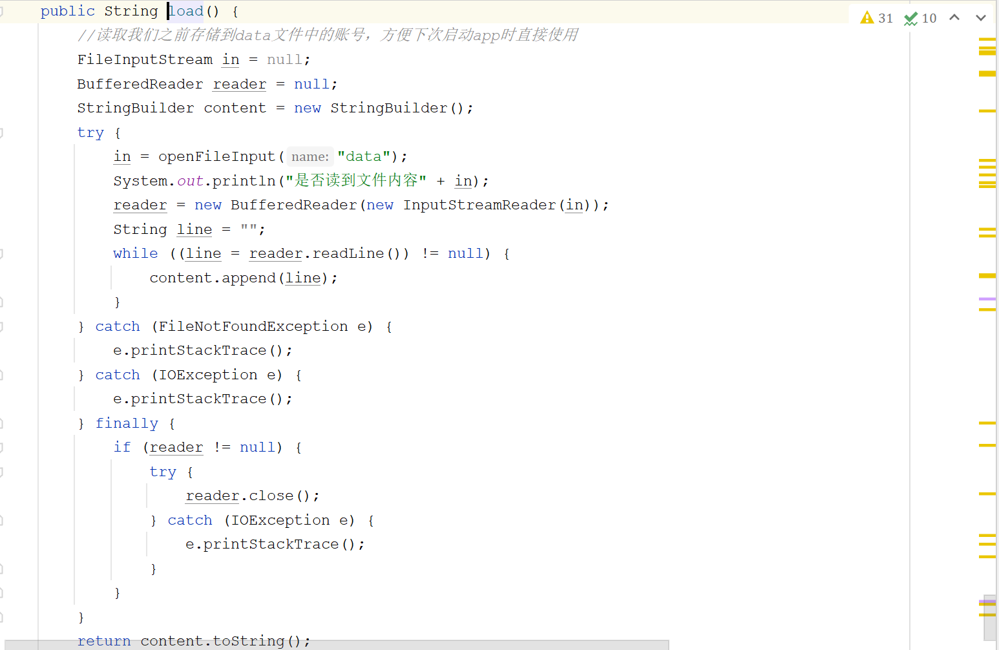 public String load() {
//读取我们之前存储到data文件中的账号，方便下次启动app时直接使用
FileInputStream in = null;
BufferedReader reader = null;
StringBuilder content = new StringBuilder();
try {
in = openFileInput( name: "data");
System.out.println("是否读到文件内容" + in);
reader = new BufferedReader(new InputStreamReader(in));
String line = "";
while ((line = reader.readLine()) != null) {
content.append(line);
}
} catch (FileNotFoundException e) {
e.printStackTrace();
} catch (IOException e) {
e.printStackTrace();
} finally {
if (reader != null) {
try {
reader.close();
} catch (IOException e) {
e.printStackTrace();
}
}
}
return content.toString();
31 10